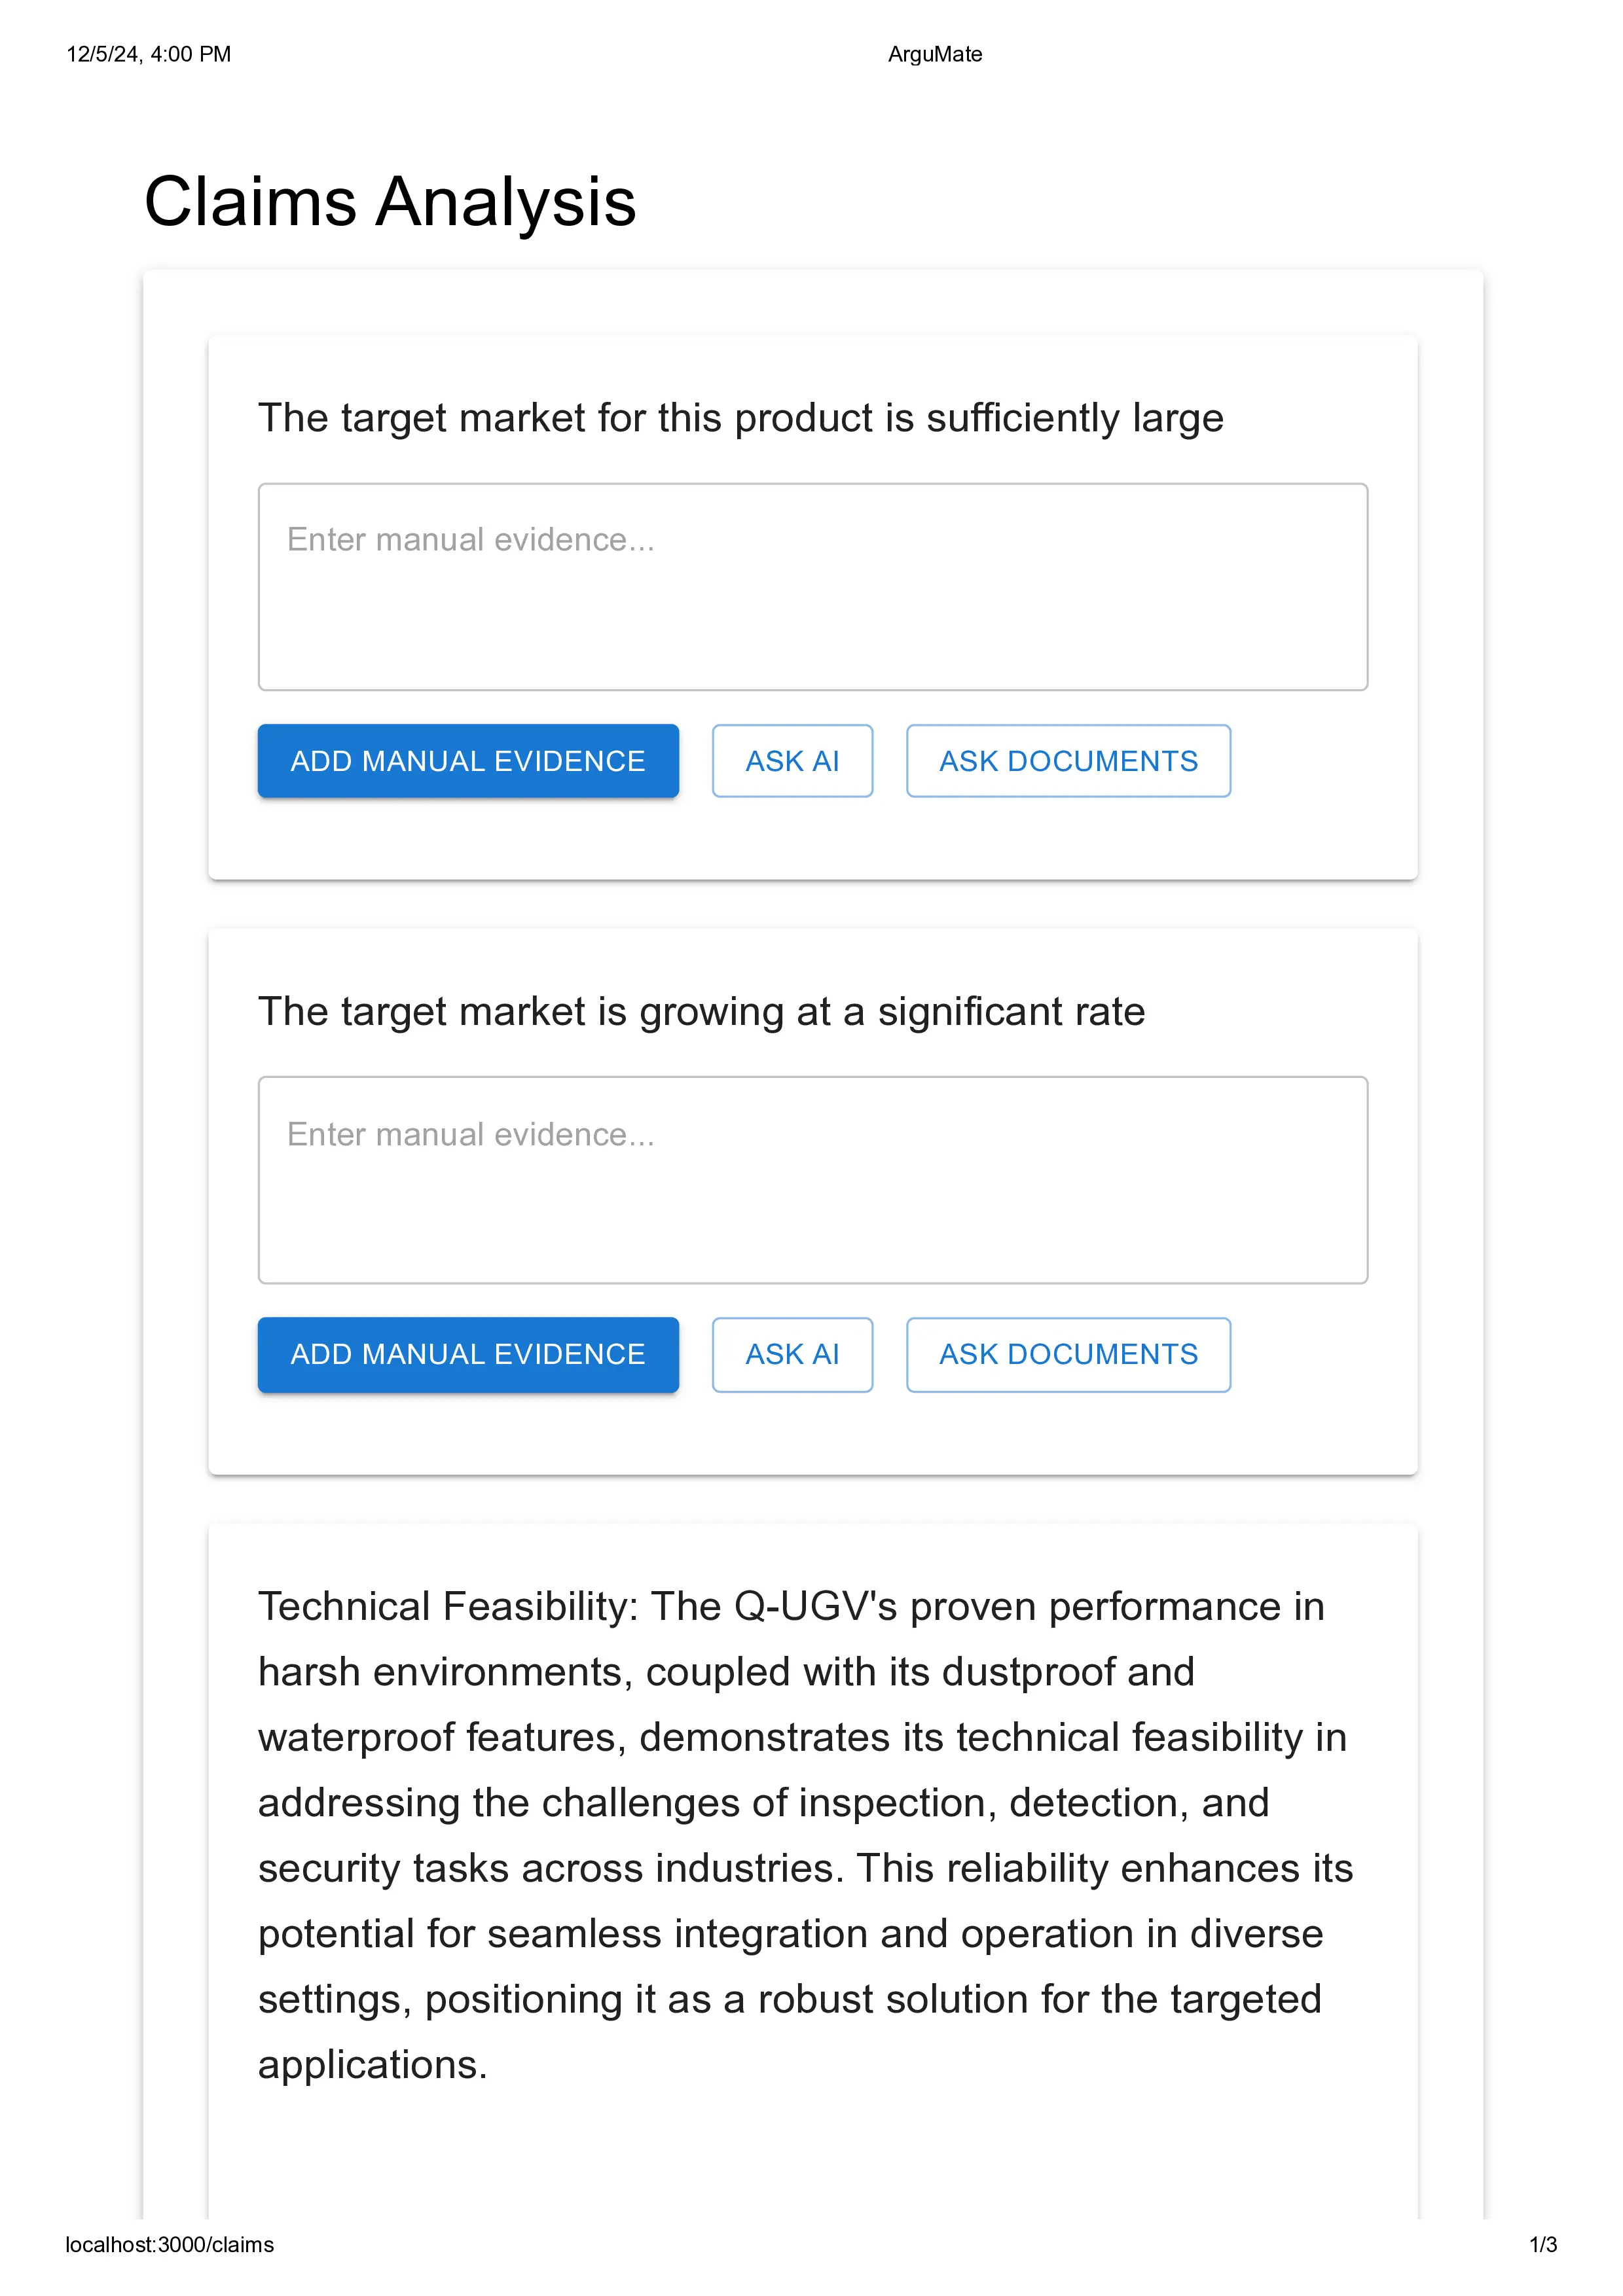 12/5/24, 4:00 PM
ArguMate
Claims Analysis
The target market for this product is sufficiently large
Enter manual evidence...
ADD MANUAL EVIDENCE
ASK AI
ASK DOCUMENTS
The target market is growing at a significant rate
Enter manual evidence...
ADD MANUAL EVIDENCE
ASK AI
ASK DOCUMENTS
Technical Feasibility: The Q-UGV's proven performance in
harsh environments, coupled with its dustproof and
waterproof features, demonstrates its technical feasibility in
addressing the challenges of inspection, detection, and
security tasks across industries. This reliability enhances its
potential for seamless integration and operation in diverse
settings, positioning it as a robust solution for the targeted
applications.
localhost:3000/claims
1/3